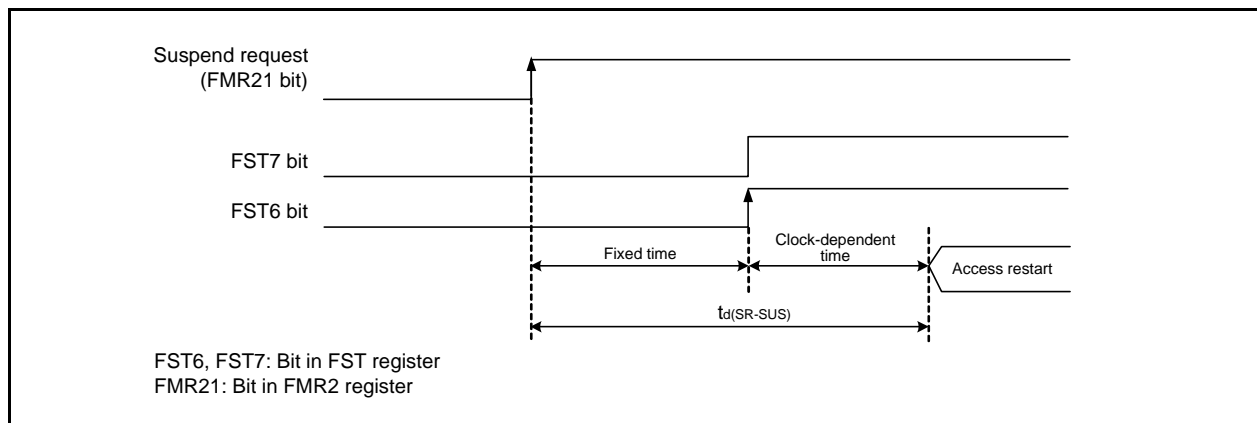 Suspend request
(FMR21 bit)
FST7 bit
FST6 bit
Fixed time
Clock-dependent
time
Access restart
td(SR-SUS)
FST6, FST7: Bit in FST register
FMR21: Bit in FMR2 register